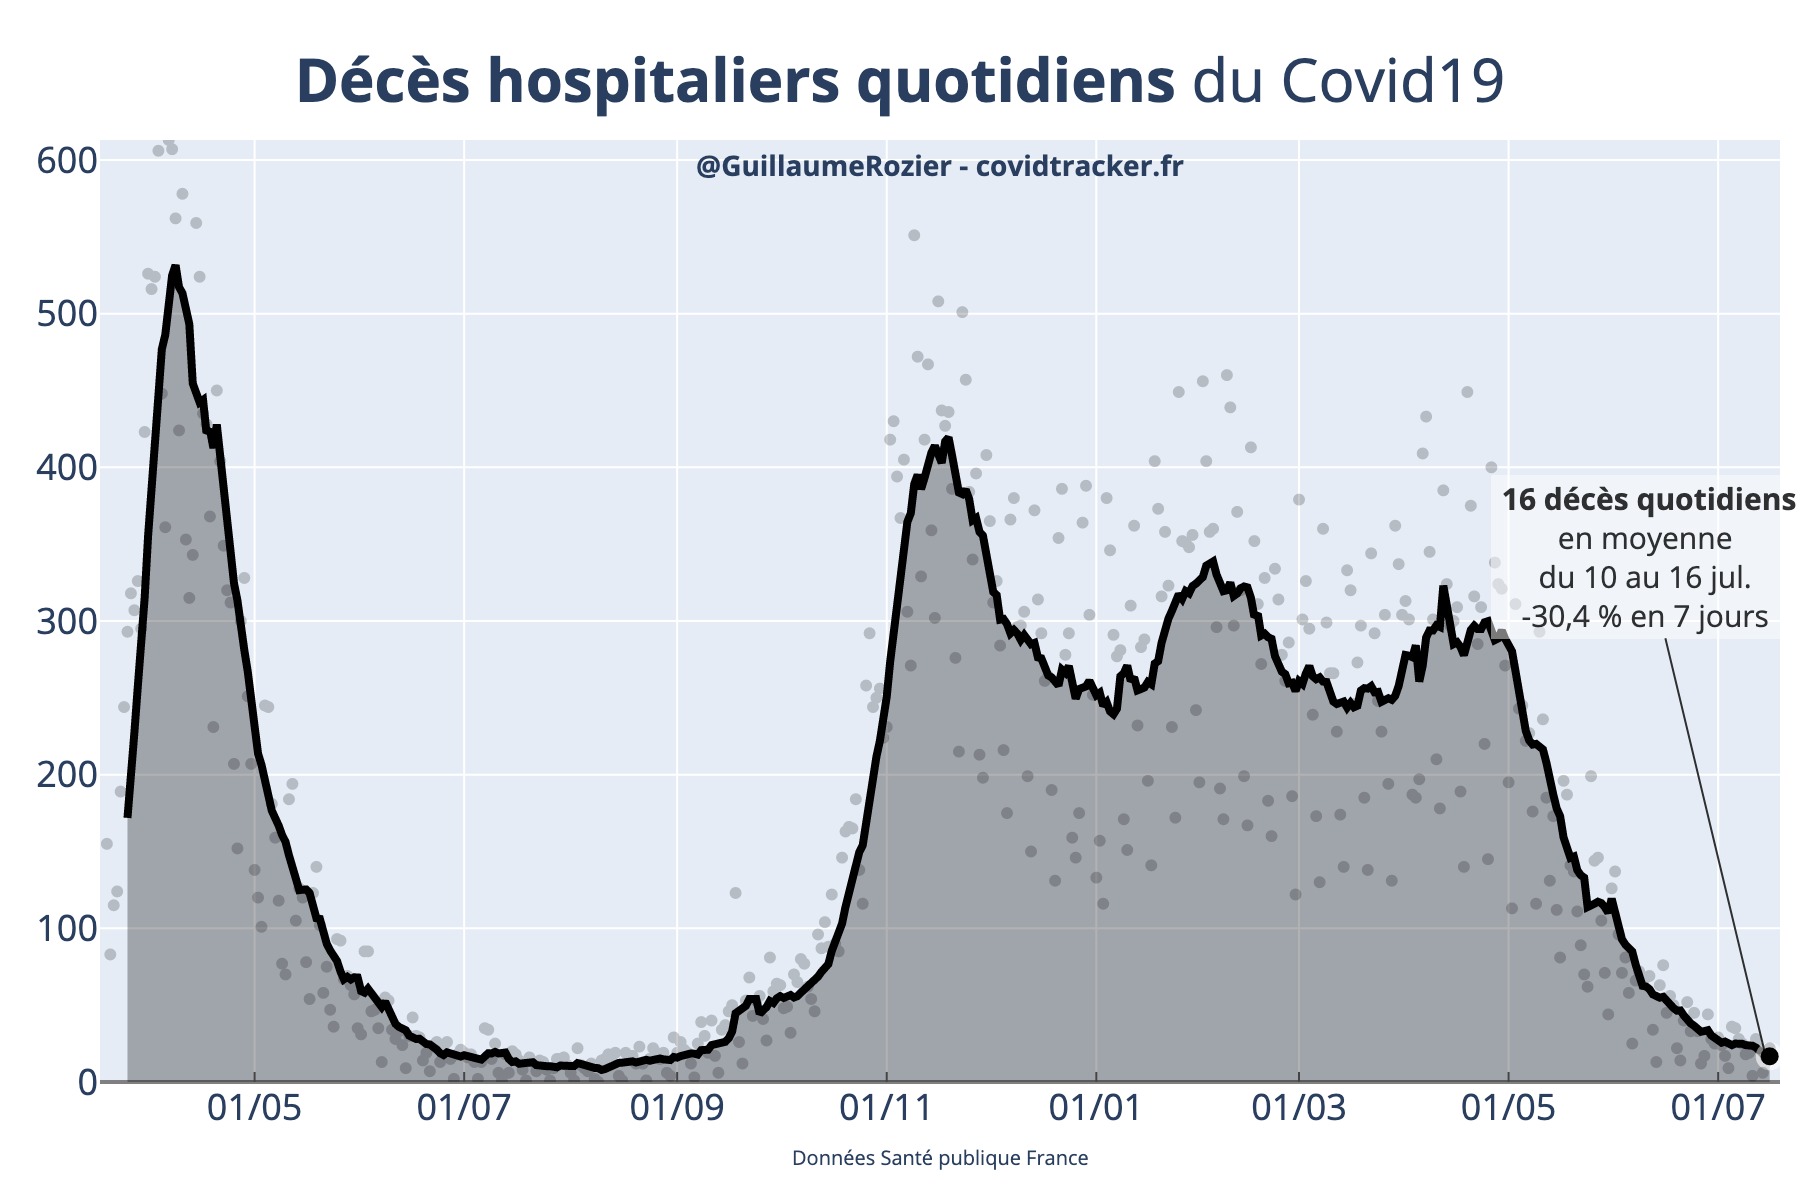 Décès hospitaliers quotidiens du Covid19
@GuillaumeRozier - covidtracker.fr
600
500
400
300
200
100
0
16 décès quotidiens
en moyenne
du 10 au 16 jul.
-30,4 % en 7 jours
01/05 01/07 01/09 01/11 01/01 01/03 01/05 01/07
Données Santé publique France